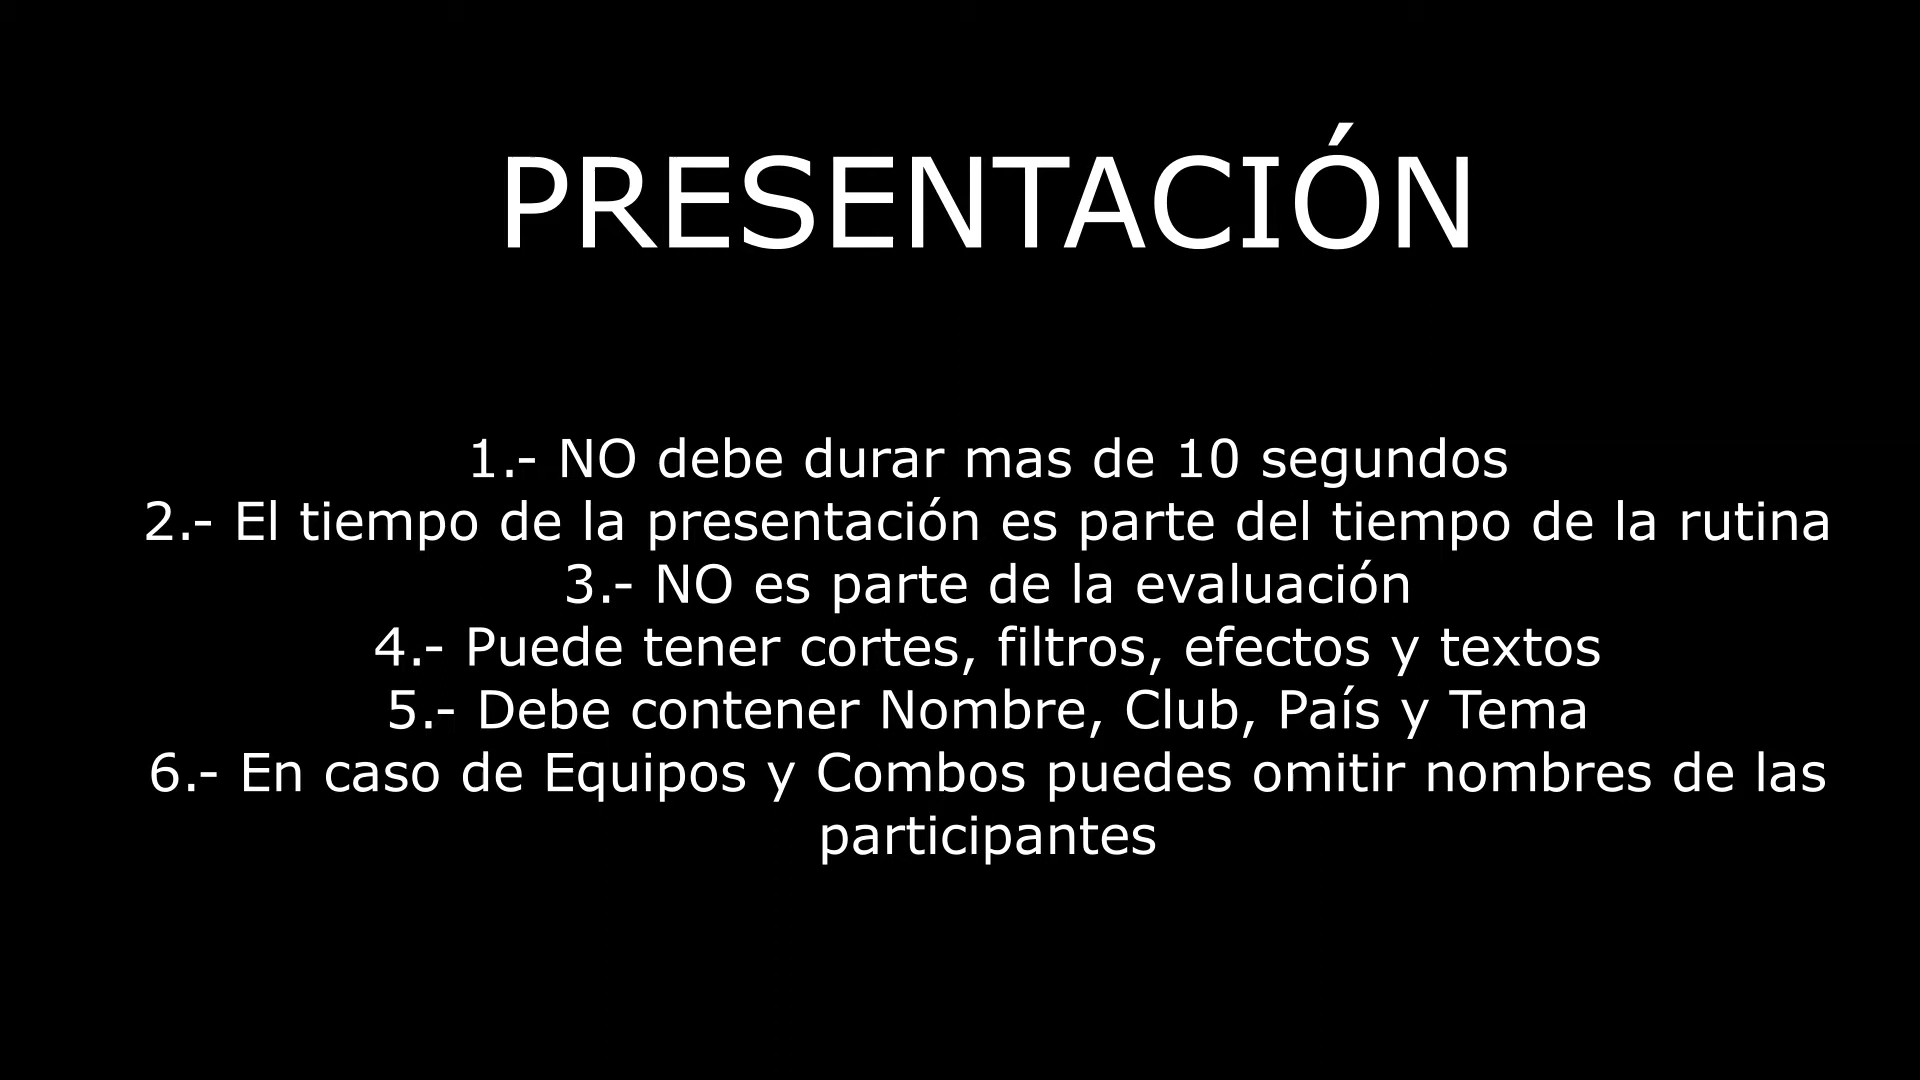 PRESENTACIÓN
1.- NO debe durar mas de 10 segundos
2.- El tiempo de la presentación es parte del tiempo de la rutina
3.- NO es parte de la evaluación
4.- Puede tener cortes, filtros, efectos y textos
5.- Debe contener Nombre, Club, País y Tema
6.- En caso de Equipos y Combos puedes omitir nombres de las
participantes